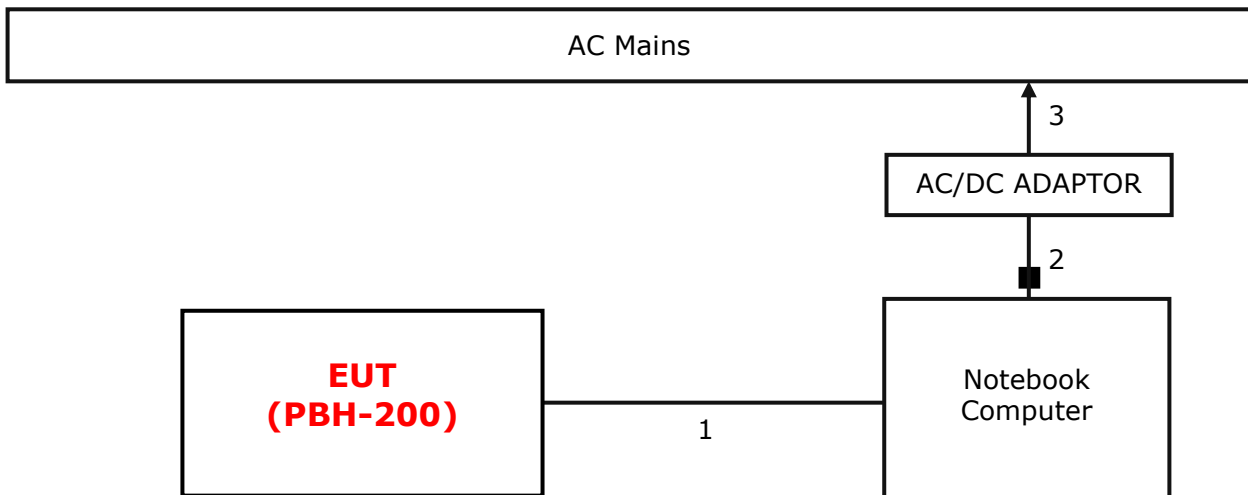 AC Mains
3
AC/DC ADAPTOR
2
EUT
(PBH-200)
Notebook
Computer
1